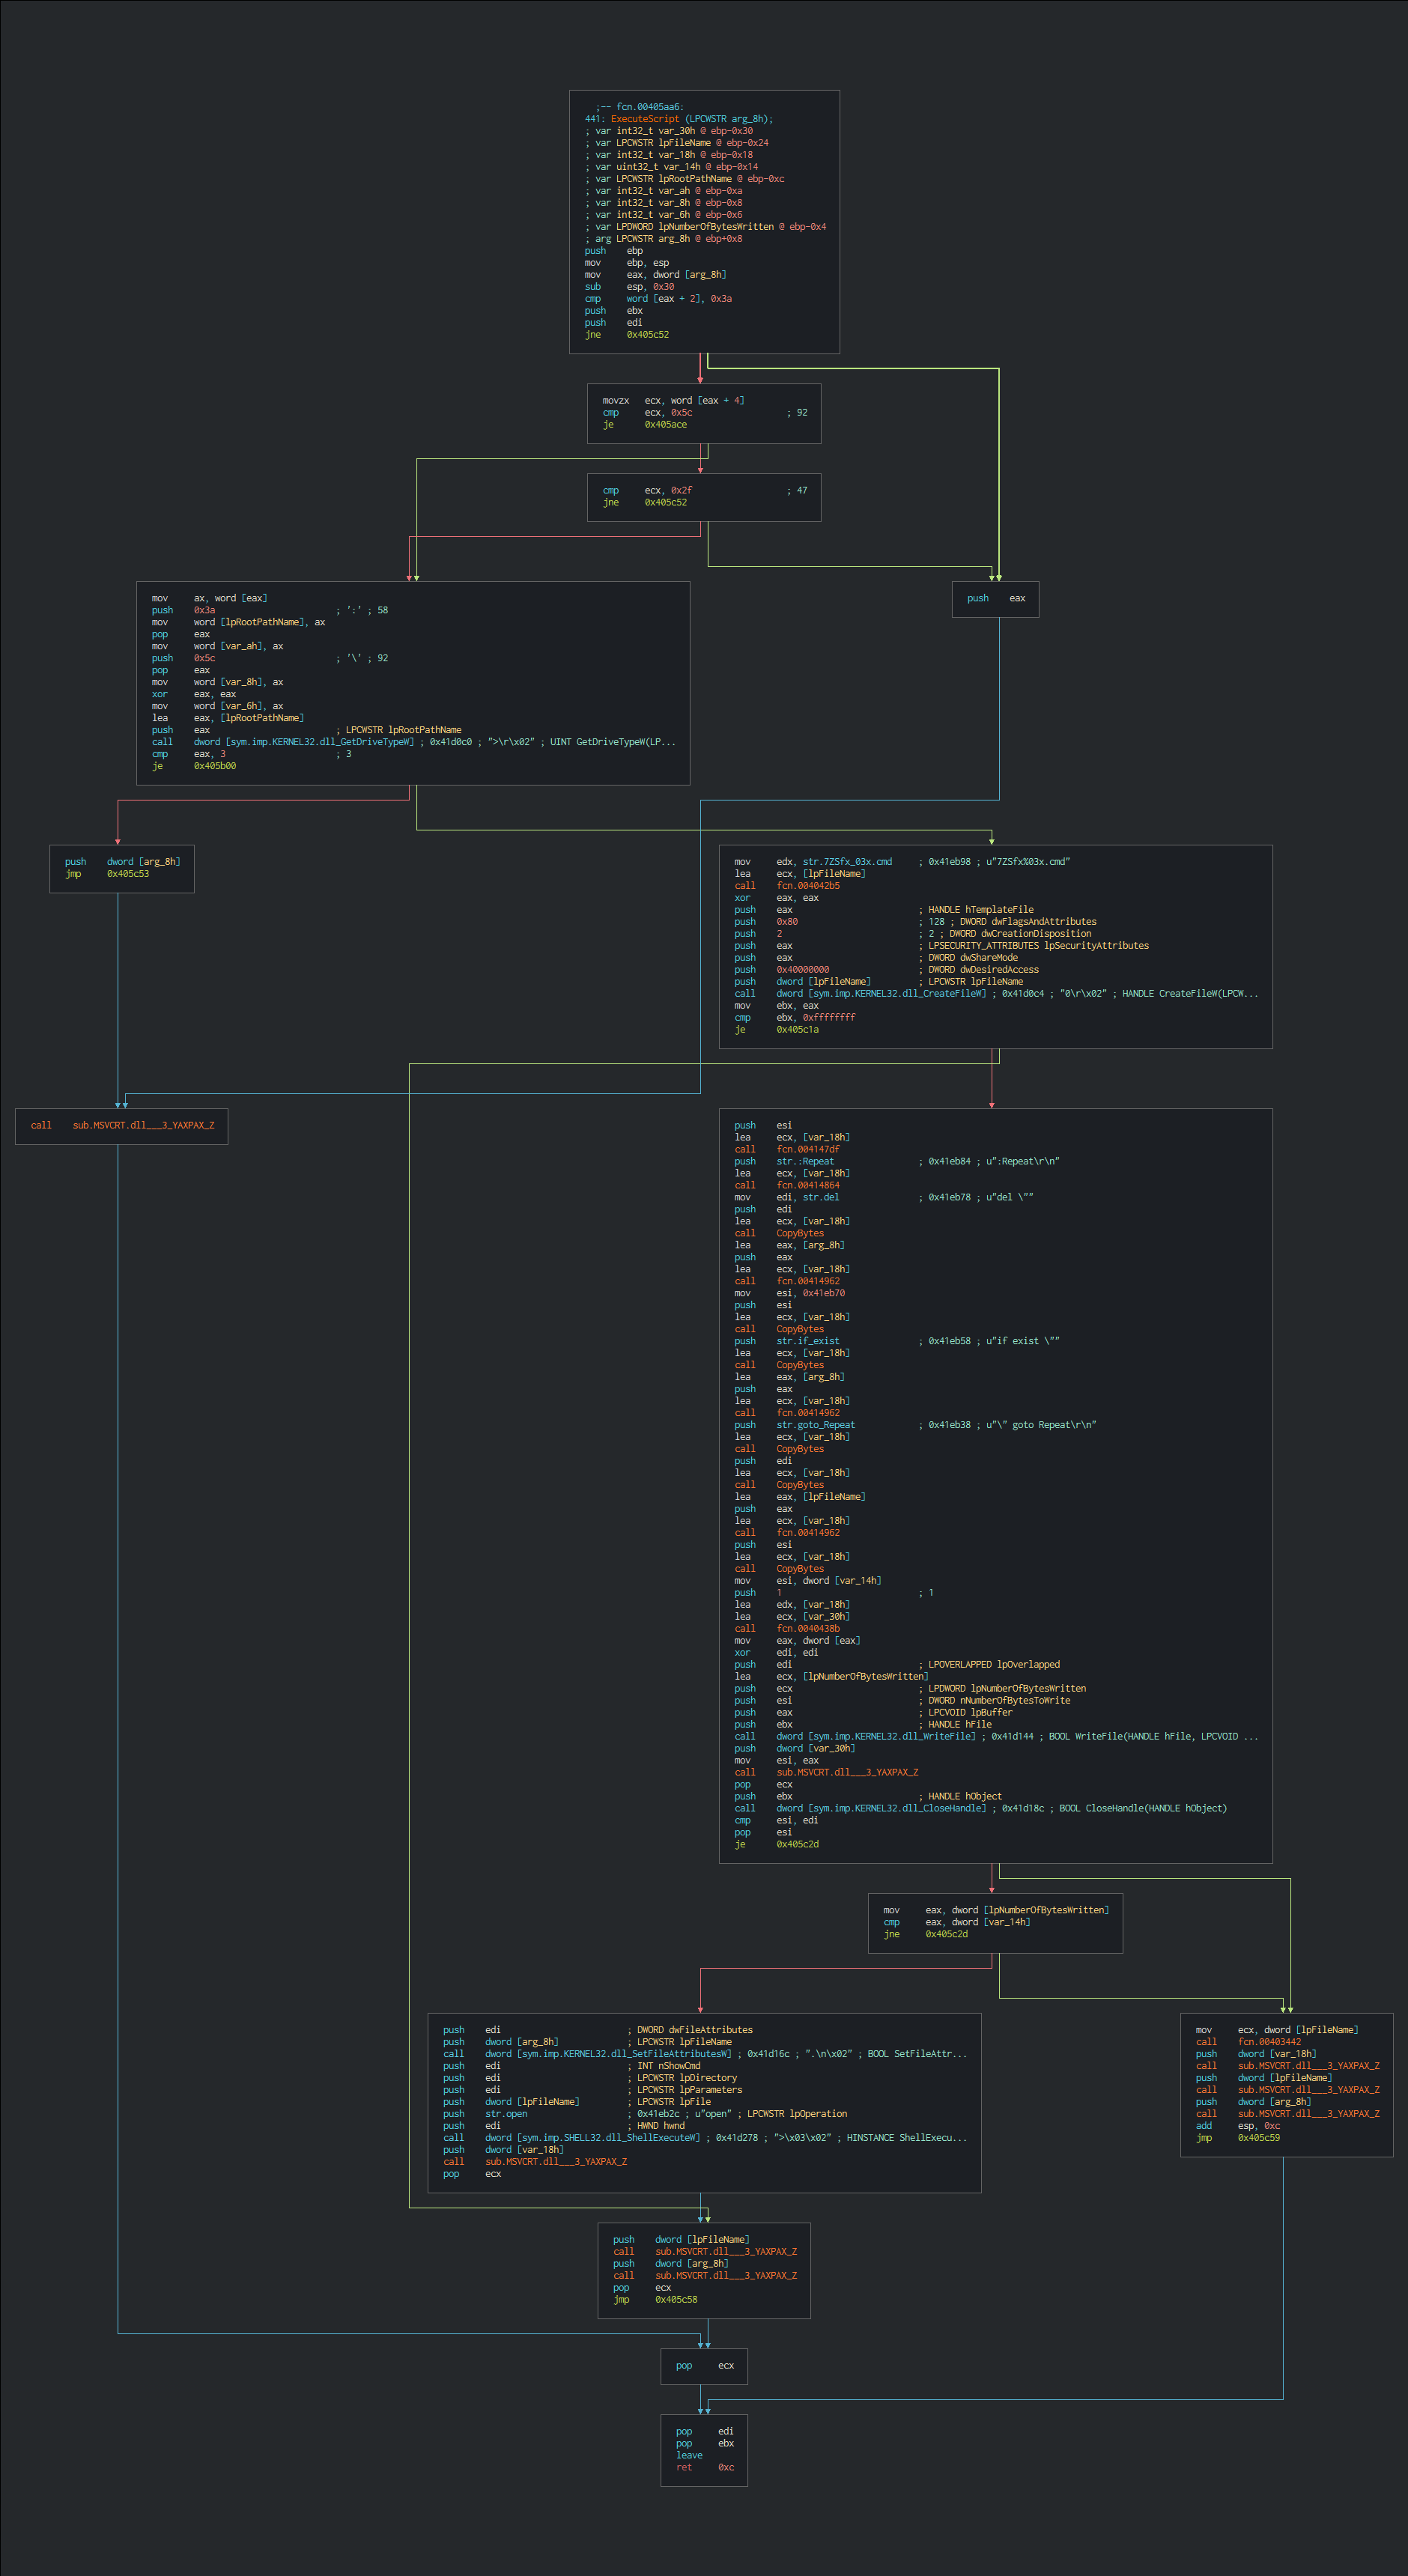 ;-- fcn.00405aa6:
441: ExecuteScript (LPCWSTR arg_8h);
; var int32_t var_30h @ ebp-0x30
; var LPCWSTR lpFileName @ ebp-0x24
; var int32_t var_18h @ ebp-0x18
; var uint32_t var_14h @ ebp-0x14
; var LPCWSTR lpRootPathName @ ebp-0xc
; var int32_t var_ah @ ebp-0xa
; var int32_t var_8h @ ebp-0x8
; var int32_t var_6h @ ebp-0x6
; var LPDWORD lpNumberOfBytesWritten @ ebp-0x4
; arg LPCWSTR arg_8h @ ebp+0x8
push ebp
mov ebp, esp
mov eax, dword [arg_8h]
sub esp, 0x30
cmp word [eax + 2], 0x3a
push ebx
push edi
jne 0x405c52
movzx ecx, word [eax + 4]
cmp ecx, 0x5c ; 92
je 0x405ace
cmp ecx, 0x2f ; 47
jne 0x405c52
mov ax, word [eax]
push 0x3a ; ':' ; 58
mov word [lpRootPathName], ax
pop eax
mov word [var_ah], ax
push 0x5c ; '\' ; 92
pop eax
mov word [var_8h], ax
xor eax, eax
mov word [var_6h], ax
lea eax, [lpRootPathName]
push eax ; LPCWSTR lpRootPathName
call dword [sym.imp.KERNEL32.dll_GetDriveTypeW] ; 0x41d0c0 ; ">\r\x02" ; UINT GetDriveTypeW(LP...
cmp eax, 3 ; 3
je 0x405b00
push eax
push dword [arg_8h]
jmp 0x405c53
mov edx, str.7ZSfx_03x.cmd ; 0x41eb98 ; u"7ZSfx%03x.cmd"
lea ecx, [lpFileName]
call fcn.004042b5
xor eax, eax
push eax ; HANDLE hTemplateFile
push 0x80 ; 128 ; DWORD dwFlagsAndAttributes
push 2 ; 2 ; DWORD dwCreationDisposition
push eax ; LPSECURITY_ATTRIBUTES lpSecurityAttributes
push eax ; DWORD dwShareMode
push 0x40000000 ; DWORD dwDesiredAccess
push dword [lpFileName] ; LPCWSTR lpFileName
call dword [sym.imp.KERNEL32.dll_CreateFileW] ; 0x41d0c4 ; "0\r\x02" ; HANDLE CreateFileW(LPCW...
mov ebx, eax
cmp ebx, 0xffffffff
je 0x405c1a
call sub.MSVCRT.dll___3_YAXPAX_Z
push esi
lea ecx, [var_18h]
call fcn.004147df
push str.:Repeat ; 0x41eb84 ; u":Repeat\r\n"
lea ecx, [var_18h]
call fcn.00414864
mov edi, str.del ; 0x41eb78 ; u"del \""
push edi
lea ecx, [var_18h]
call CopyBytes
lea eax, [arg_8h]
push eax
lea ecx, [var_18h]
call fcn.00414962
mov esi, 0x41eb70
push esi
lea ecx, [var_18h]
call CopyBytes
push str.if_exist ; 0x41eb58 ; u"if exist \""
lea ecx, [var_18h]
call CopyBytes
lea eax, [arg_8h]
push eax
lea ecx, [var_18h]
call fcn.00414962
push str.goto_Repeat ; 0x41eb38 ; u"\" goto Repeat\r\n"
lea ecx, [var_18h]
call CopyBytes
push edi
lea ecx, [var_18h]
call CopyBytes
lea eax, [lpFileName]
push eax
lea ecx, [var_18h]
call fcn.00414962
push esi
lea ecx, [var_18h]
call CopyBytes
mov esi, dword [var_14h]
push 1 ; 1
lea edx, [var_18h]
lea ecx, [var_30h]
call fcn.0040438b
mov eax, dword [eax]
xor edi, edi
push edi ; LPOVERLAPPED lpOverlapped
lea ecx, [lpNumberOfBytesWritten]
push ecx ; LPDWORD lpNumberOfBytesWritten
push esi ; DWORD nNumberOfBytesToWrite
push eax ; LPCVOID lpBuffer
push ebx ; HANDLE hFile
call dword [sym.imp.KERNEL32.dll_WriteFile] ; 0x41d144 ; BOOL WriteFile(HANDLE hFile, LPCVOID ...
push dword [var_30h]
mov esi, eax
call sub.MSVCRT.dll___3_YAXPAX_Z
pop ecx
push ebx ; HANDLE hObject
call dword [sym.imp.KERNEL32.dll_CloseHandle] ; 0x41d18c ; BOOL CloseHandle(HANDLE hObject)
cmp esi, edi
pop esi
je 0x405c2d
mov eax, dword [lpNumberOfBytesWritten]
cmp eax, dword [var_14h]
jne 0x405c2d
push edi ; DWORD dwFileAttributes
push dword [arg_8h] ; LPCWSTR lpFileName
call dword [sym.imp.KERNEL32.dll_SetFileAttributesW] ; 0x41d16c ; ".\n\x02" ; BOOL SetFileAttr...
push edi ; INT nShowCmd
push edi ; LPCWSTR lpDirectory
push edi ; LPCWSTR lpParameters
push dword [lpFileName] ; LPCWSTR lpFile
push str.open ; 0x41eb2c ; u"open" ; LPCWSTR lpOperation
push edi ; HWND hwnd
call dword [sym.imp.SHELL32.dll_ShellExecuteW] ; 0x41d278 ; ">\x03\x02" ; HINSTANCE ShellExecu...
push dword [var_18h]
call sub.MSVCRT.dll___3_YAXPAX_Z
pop ecx
mov ecx, dword [lpFileName]
call fcn.00403442
push dword [var_18h]
call sub.MSVCRT.dll___3_YAXPAX_Z
push dword [lpFileName]
call sub.MSVCRT.dll___3_YAXPAX_Z
push dword [arg_8h]
call sub.MSVCRT.dll___3_YAXPAX_Z
add esp, 0xc
jmp 0x405c59
push dword [lpFileName]
call sub.MSVCRT.dll___3_YAXPAX_Z
push dword [arg_8h]
call sub.MSVCRT.dll___3_YAXPAX_Z
pop ecx
jmp 0x405c58
pop ecx
pop edi
pop ebx
leave
ret 0xc